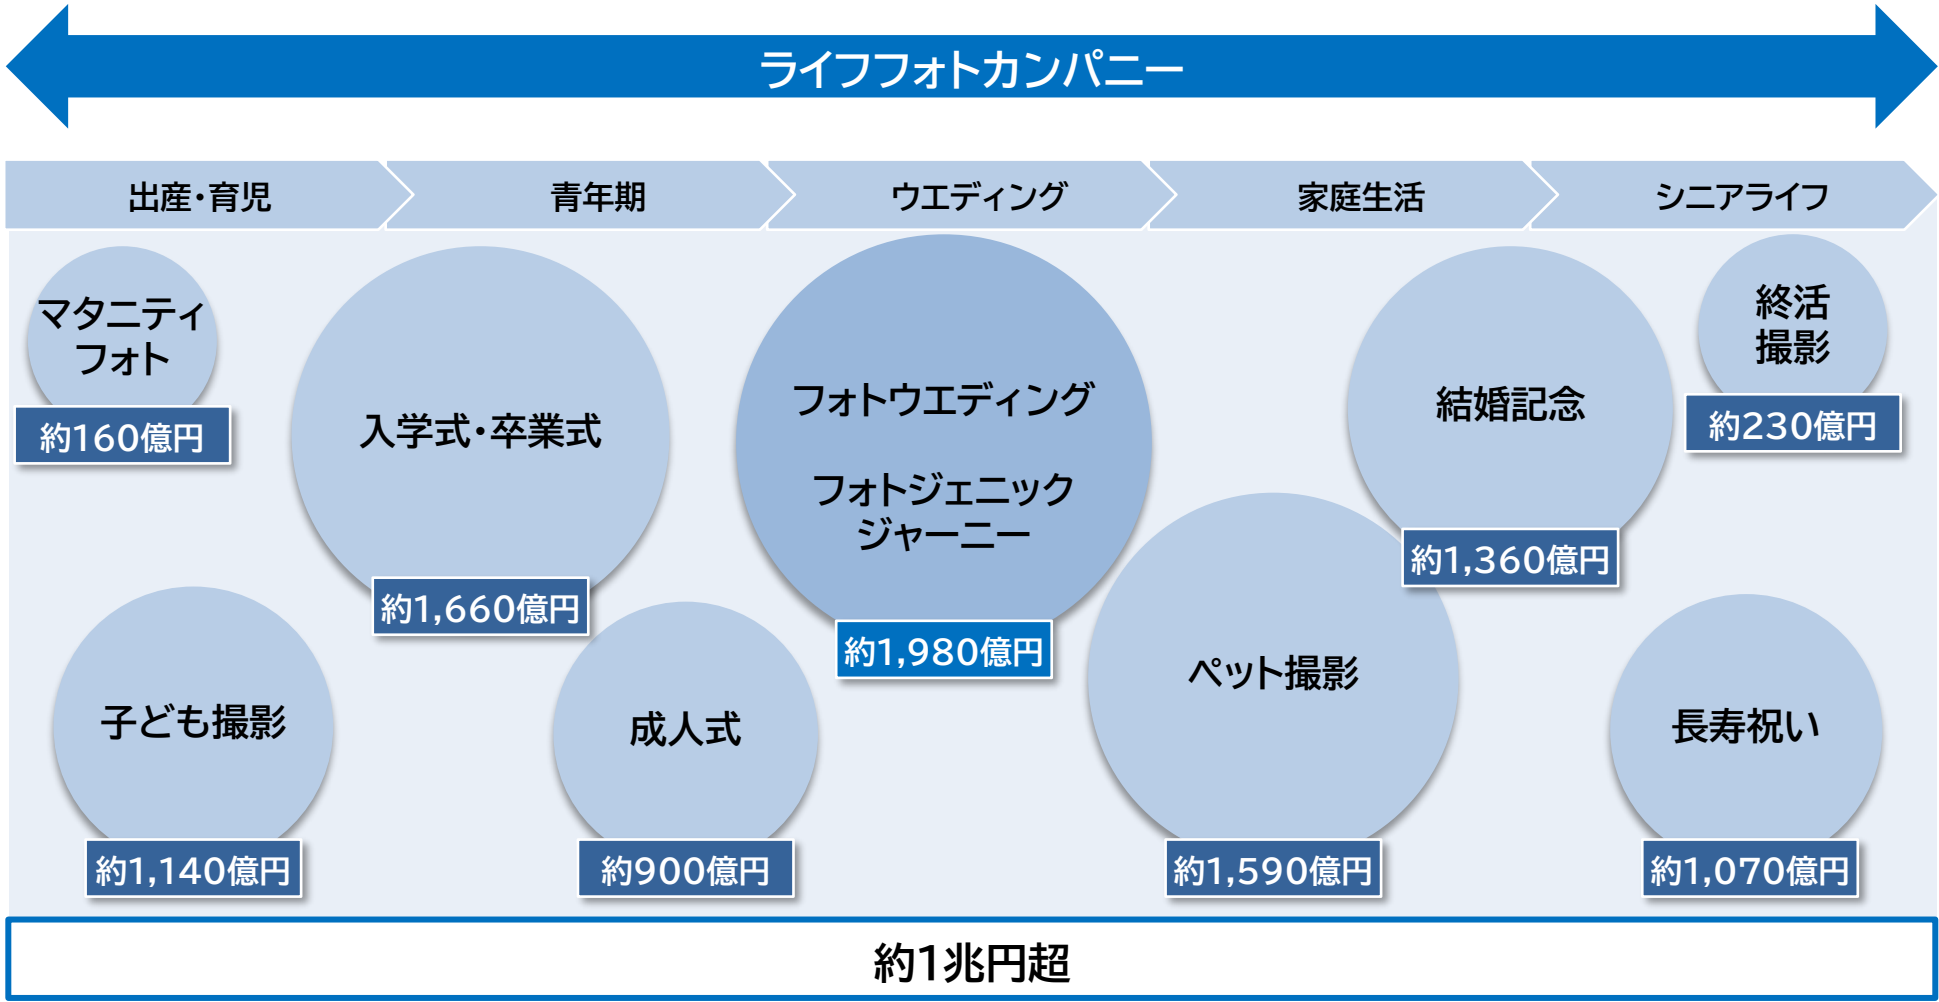 ライフフォトカンパニー
出産・育児
青年期
ウエディング
家庭生活
シニアライフ
マタニティ
フォト
約160億円
子ども撮影
約1,140億円
入学式・卒業式
約1,660億円
成人式
約900億円
フォトウエディング
フォトジェニック
ジャーニー
約1,980億円
ペット撮影
約1,590億円
結婚記念
約1,360億円
終活
撮影
約230億円
長寿祝い
約1,070億円
約1兆円超